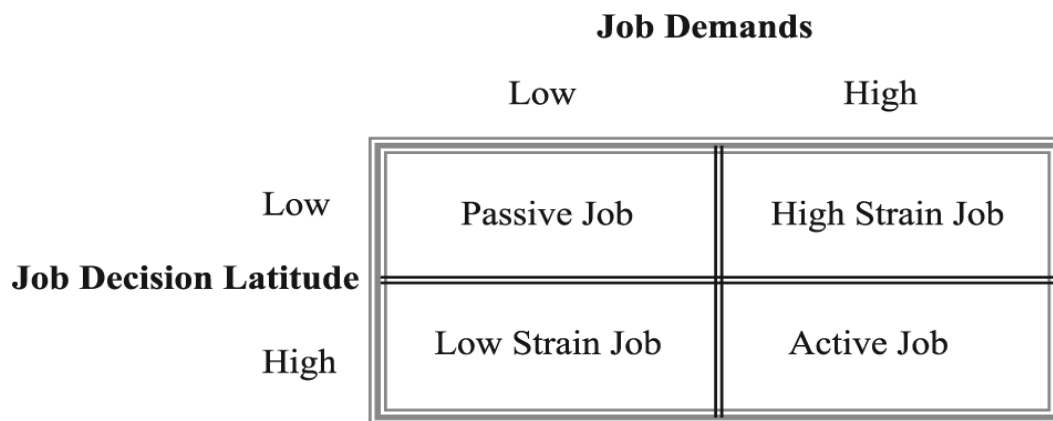 Job Demands
Low High
Low Passive Job High Strain Job
Job Decision Latitude
High Low Strain Job Active Job